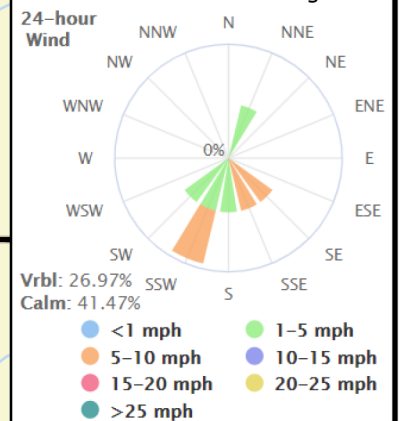 24-hour
Wind
N
NNW
NNE
NW
NE
WNW
ENE
0%
W
E
WSW
ESE
SW
SE
SSW
SSE
S
Vrbl: 26.97%
Calm: 41.47%
<1 mph
1-5 mph
5-10 mph
10-15 mph
15-20 mph
20-25 mph
>25 mph